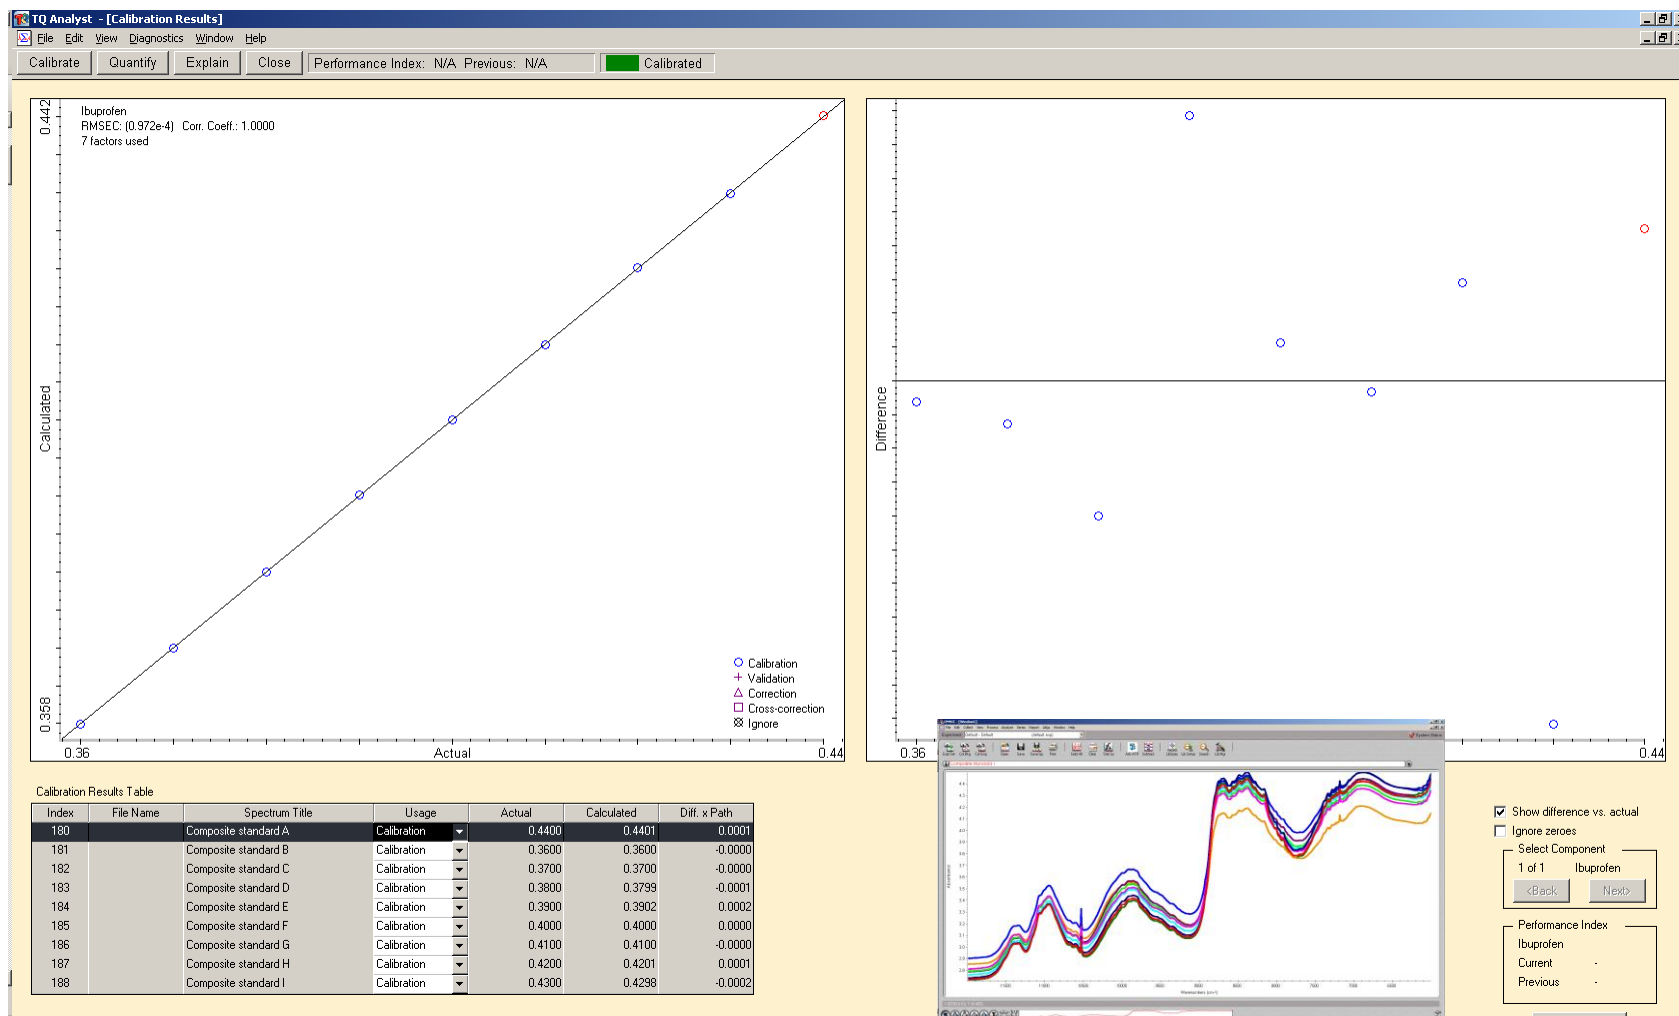 TQ Analyst - [Calibration Results]
File Edit View Diagnostics Window Help
Calibrate Quantify Explain Close Performance Index: N/A Previous: N/A Calibrated
Ibuprofen
RMSEC: (0.972e-4) Corr. Coeff.: 1.0000
7 factors used
0.442
Calculated
0.358
Calibration
Validation
Correction
Cross-correction
Ignore
0.36 Actual 0.44
Difference
0.36 0.44
Calibration Results Table
Index File Name Spectrum Title Usage Actual Calculated Diff. x Path
180 Composite standard A Calibration 0.4400 0.4401 0.0001
181 Composite standard B Calibration 0.3600 0.3600 -0.0000
182 Composite standard C Calibration 0.3700 0.3700 -0.0000
183 Composite standard D Calibration 0.3800 0.3799 -0.0001
184 Composite standard E Calibration 0.3900 0.3902 0.0002
185 Composite standard F Calibration 0.4000 0.4000 0.0000
186 Composite standard G Calibration 0.4100 0.4100 -0.0000
187 Composite standard H Calibration 0.4200 0.4201 0.0001
188 Composite standard I Calibration 0.4300 0.4298 -0.0002
Show difference vs. actual
Ignore zeroes
Select Component
1 of 1 Ibuprofen
<Back Next>
Performance Index
Ibuprofen
Current -
Previous -